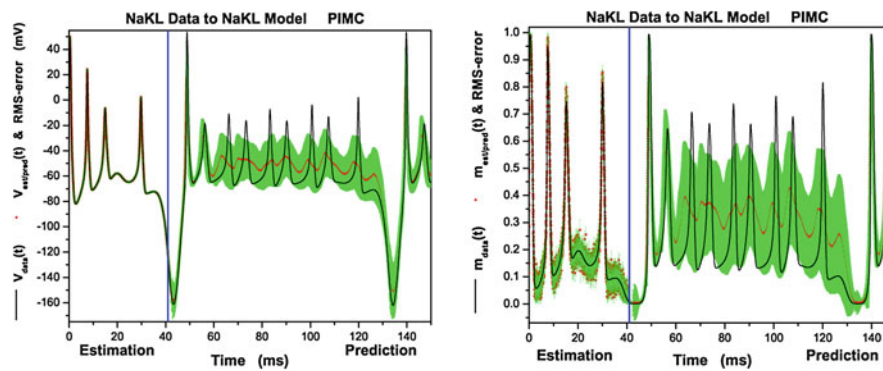 NaKL Data to NaKL Model PIMC
V_data(t) • V_est/pred(t) & RMS-error (mV)
40
20
0
-20
-40
-60
-80
-100
-120
-140
-160
0 20 40 60 80 100 120 140
Estimation Time (ms) Prediction
NaKL Data to NaKL Model PIMC
m_data(t) • m_est/pred(t) & RMS-error
1.0
0.9
0.8
0.7
0.6
0.5
0.4
0.3
0.2
0.1
0.0
0 20 40 60 80 100 120 140
Estimation Time (ms) Prediction